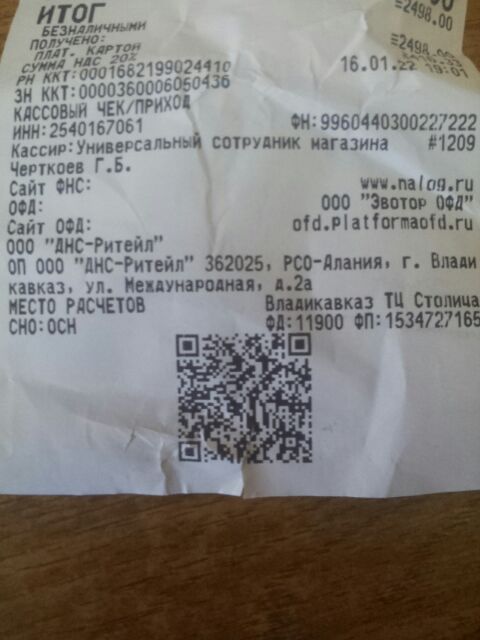 ИТОГ
БЕЗНАЛИЧНЫМИ =2498.00
ПОЛУЧЕНО:
ПЛАТ. КАРТОЙ =2498.00
СУММА НДС 20%
РН ККТ:0001682199024410 16.01.22 19:01
ЗН ККТ:0000360006050436
КАССОВЫЙ ЧЕК/ПРИХОД
ИНН:2540167061 ФН:9960440300227222
Кассир:Универсальный сотрудник магазина #1209
Черткоев Г.Б.
Сайт ФНС: www.nalog.ru
ОФД: ООО "Эвотор ОФД"
Сайт ОФД: ofd.platformaofd.ru
ООО "ДНС-Ритейл"
ОП ООО "ДНС-Ритейл" 362025, РСО-Алания, г. Влади
кавказ, ул. Международная, д.2а
МЕСТО РАСЧЕТОВ Владикавказ ТЦ Столица
СНО:ОСН ФД:11900 ФП:1534727165